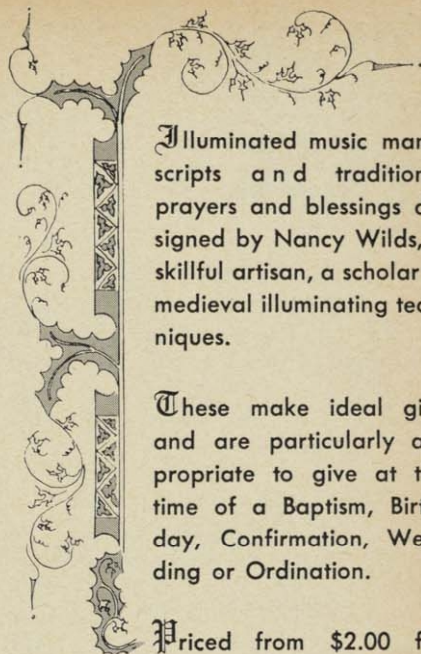 Illuminated music man
scripts and tradition
prayers and blessings
signed by Nancy Wilds,
skillful artisan, a scholar
medieval illuminating tec
niques.
These make ideal gi
and are particularly a
propriate to give at t
time of a Baptism, Birt
day, Confirmation, We
ding or Ordination.
Priced from $2.00 f